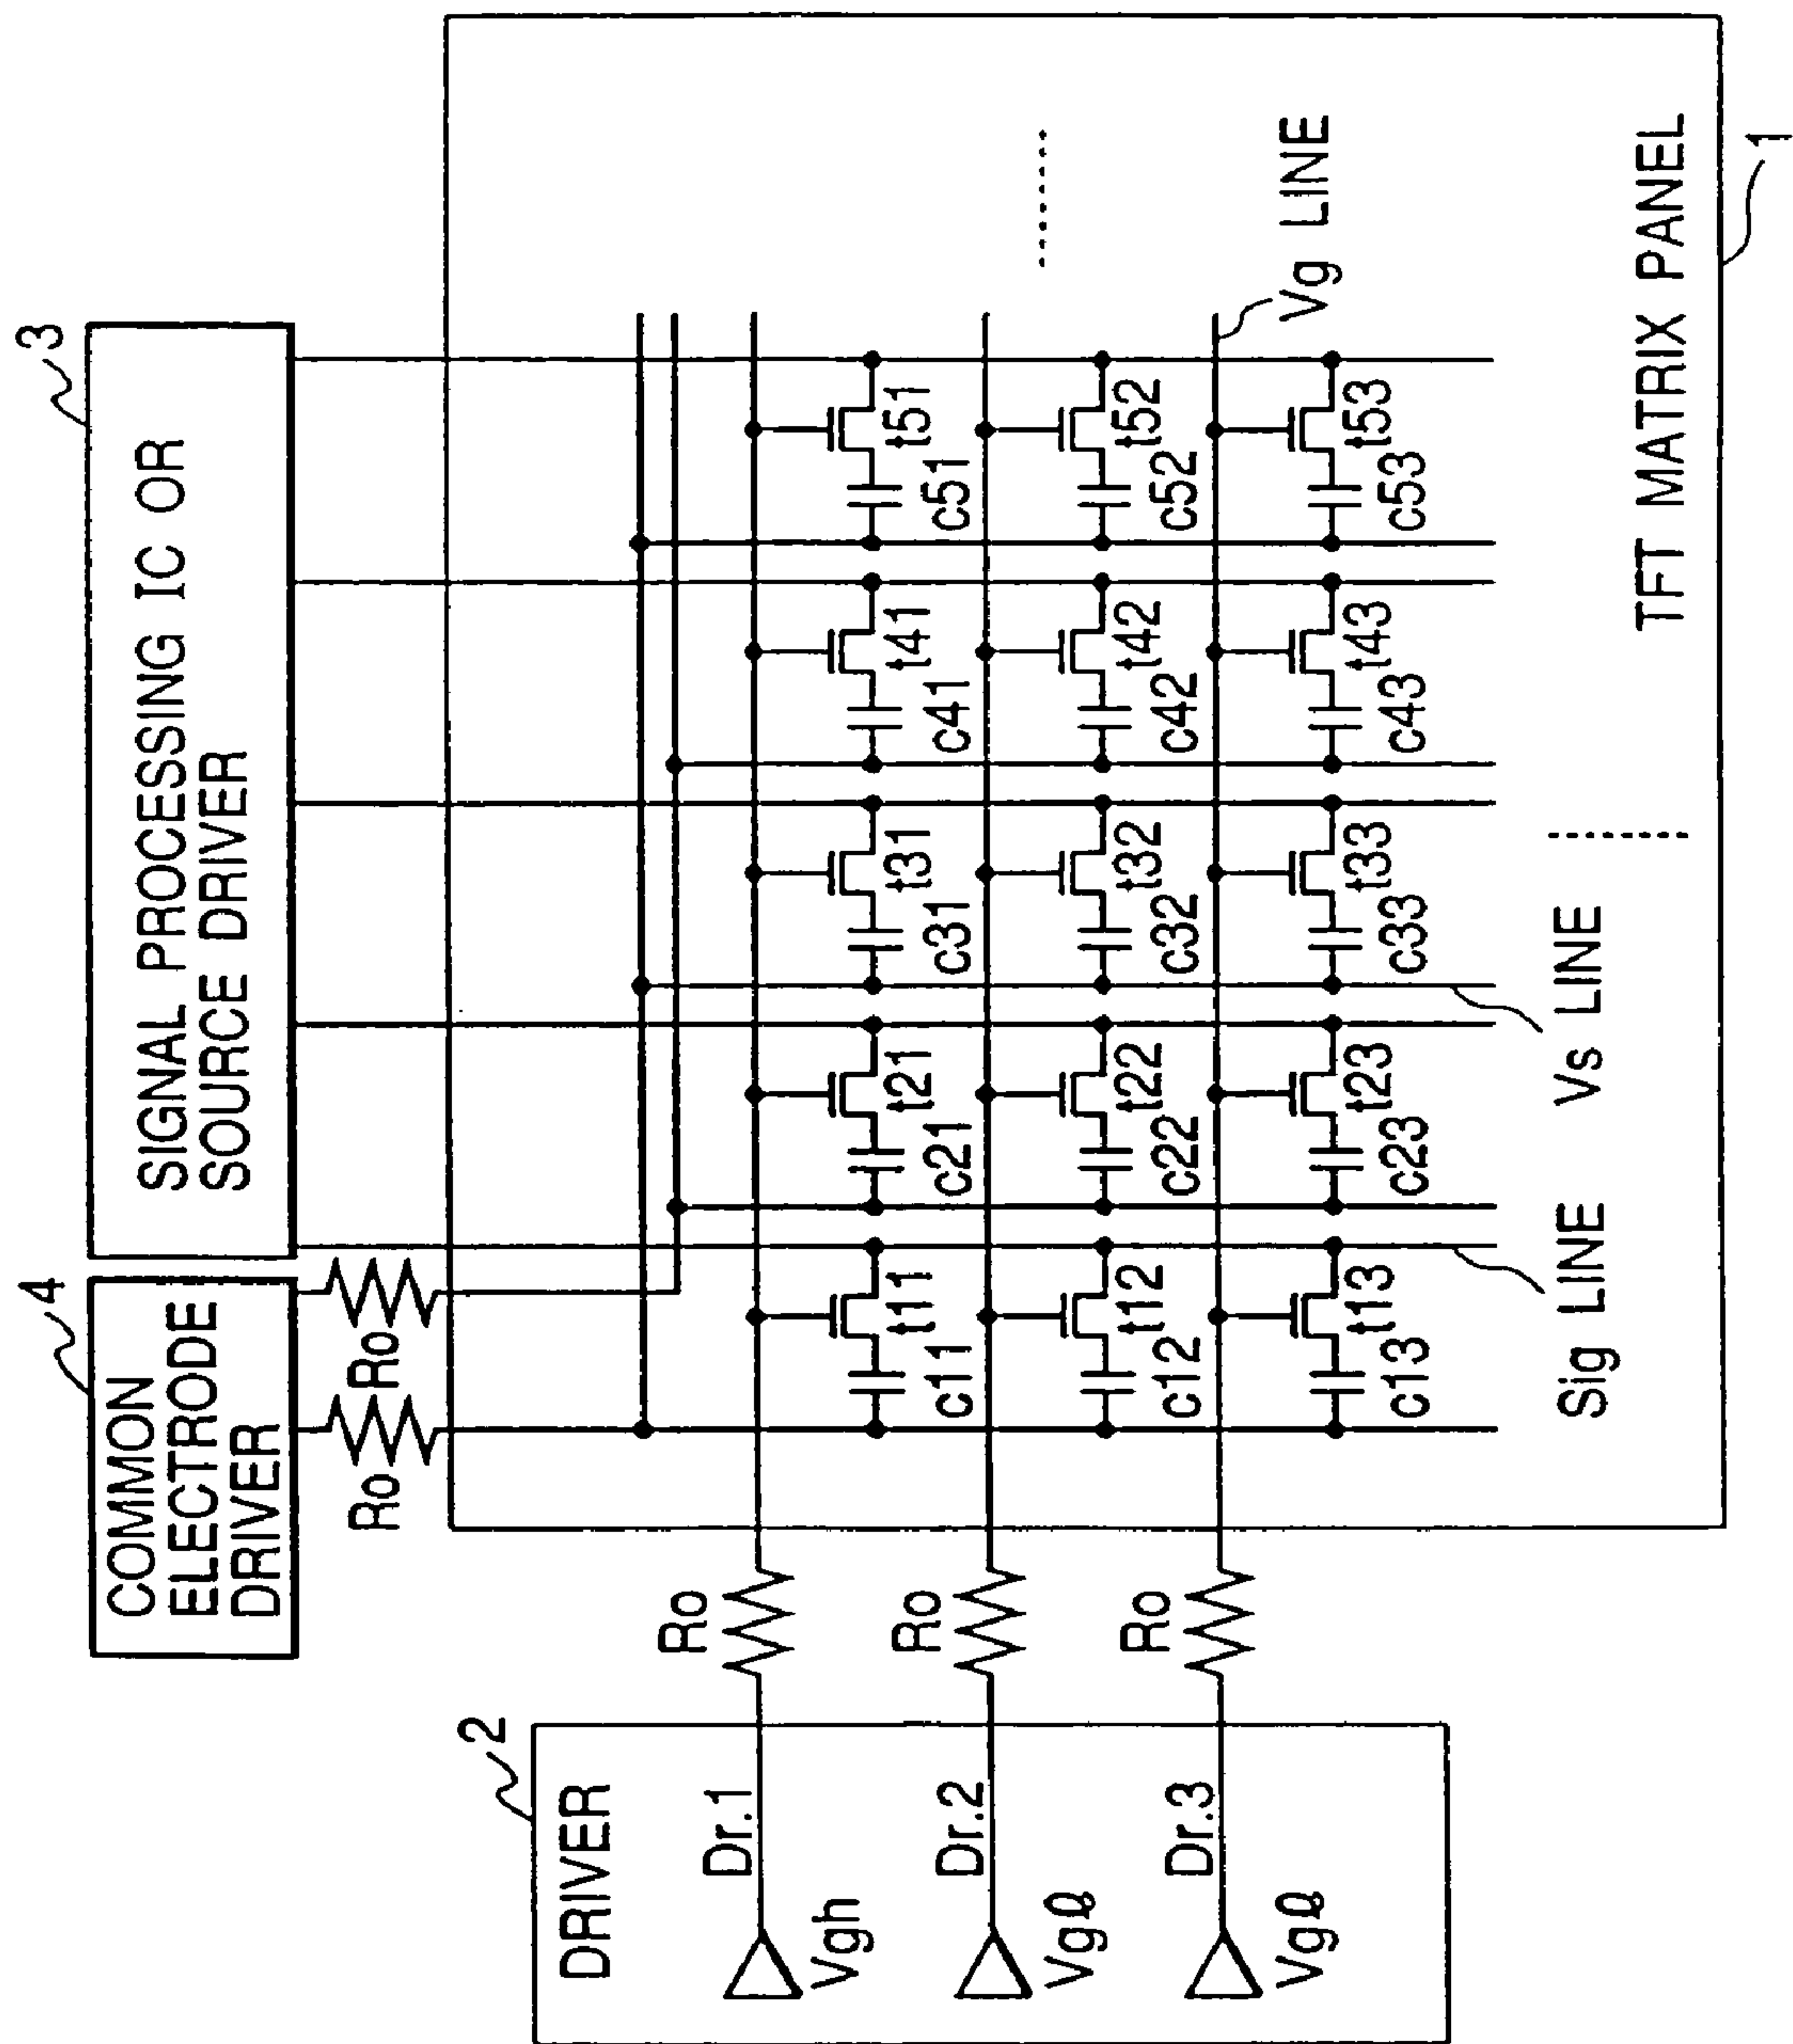 3
SIGNAL PROCESSING IC OR
SOURCE DRIVER
4
COMMON
ELECTRODE
DRIVER
Ro
Ro
2
DRIVER
Dr.1
Vgh
Ro
Dr.2
Vgℓ
Ro
Dr.3
Vgℓ
Ro
t11
t21
t31
t41
t51
c11
c21
c31
c41
c51
t12
t22
t32
t42
t52
c12
c22
c32
c42
c52
t13
t23
t33
t43
t53
c13
c23
c33
c43
c53
Vg LINE
Sig LINE
Vs LINE
TFT MATRIX PANEL
1